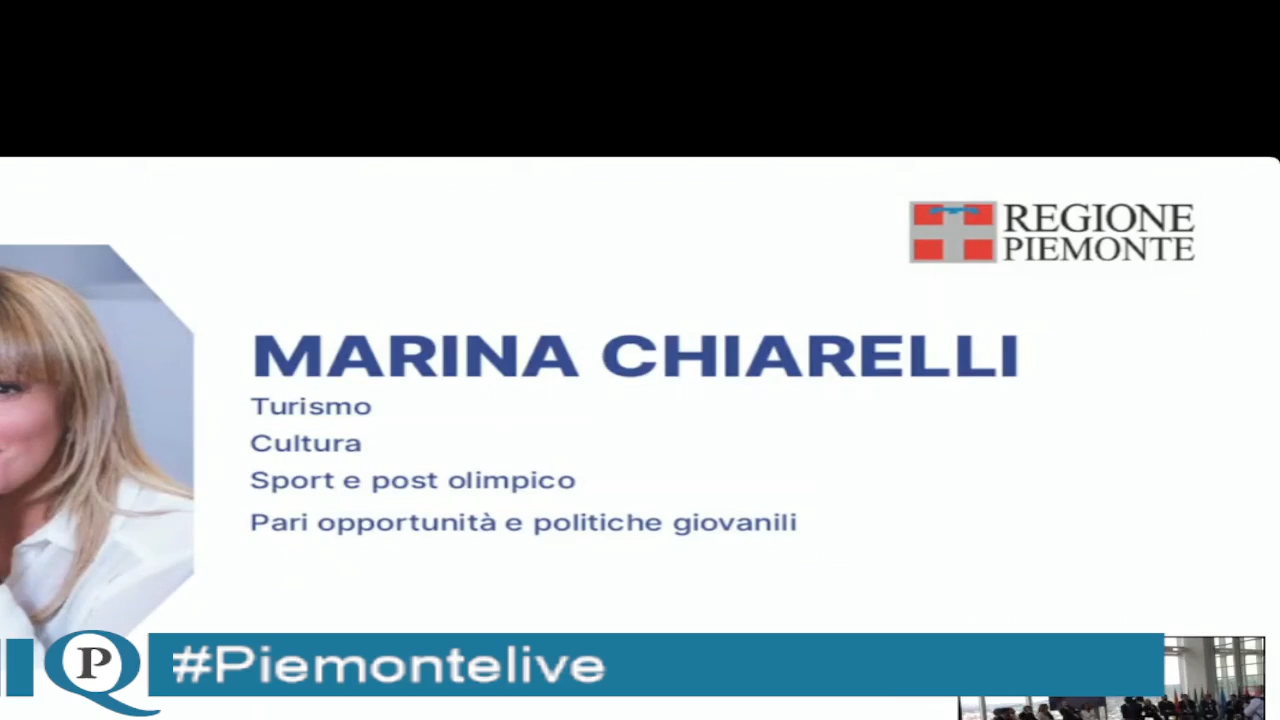 REGIONE
PIEMONTE
MARINA CHIARELLI
Turismo
Cultura
Sport e post olimpico
Pari opportunità e politiche giovanili
P #Piemontelive